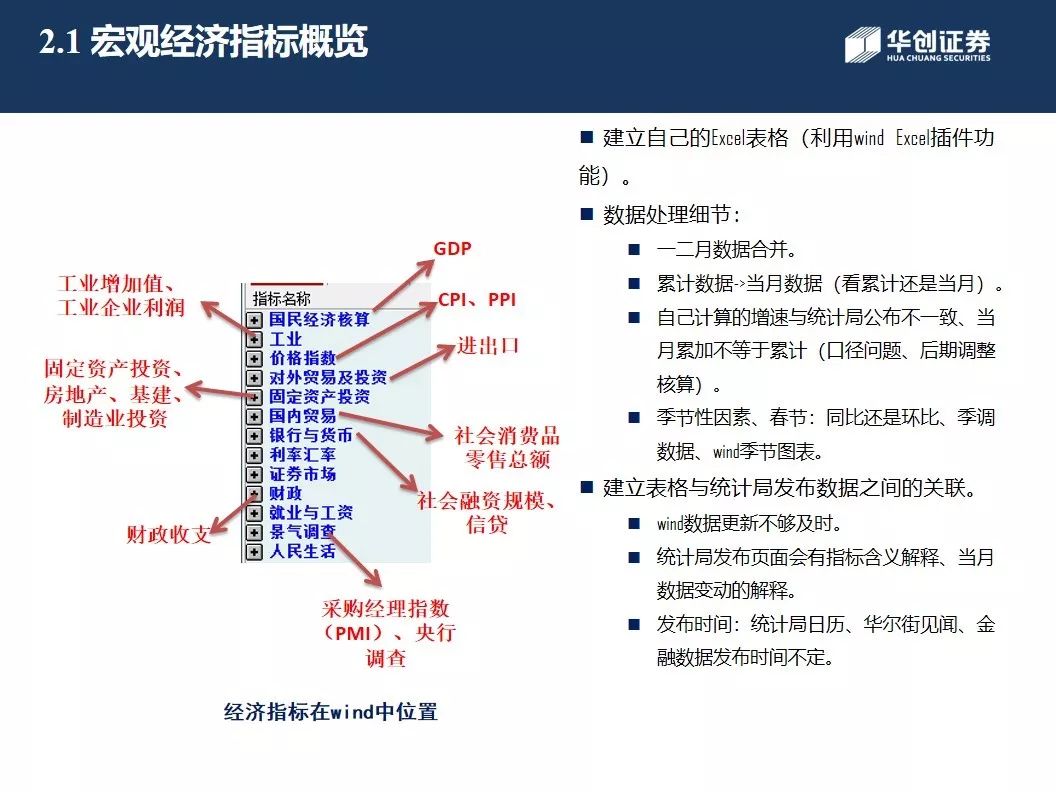 2.1 宏观经济指标概览
华创证券
HUA CHUANG SECURITIES
GDP
工业增加值、
工业企业利润
CPI、PPI
进出口
固定资产投资、
房地产、基建、
制造业投资
指标名称
国民经济核算
工业
价格指数
对外贸易及投资
固定资产投资
国内贸易
银行与货币
利率汇率
证券市场
财政
就业与工资
景气调查
人民生活
社会消费品
零售总额
社会融资规模、
信贷
财政收支
采购经理指数
（PMI）、央行
调查
经济指标在wind中位置
■ 建立自己的Excel表格（利用wind Excel插件功
能）。
■ 数据处理细节：
■ 一二月数据合并。
■ 累计数据->当月数据（看累计还是当月）。
■ 自己计算的增速与统计局公布不一致、当
月累加不等于累计（口径问题、后期调整
核算）。
■ 季节性因素、春节：同比还是环比、季调
数据、wind季节图表。
■ 建立表格与统计局发布数据之间的关联。
■ wind数据更新不够及时。
■ 统计局发布页面会有指标含义解释、当月
数据变动的解释。
■ 发布时间：统计局日历、华尔街见闻、金
融数据发布时间不定。